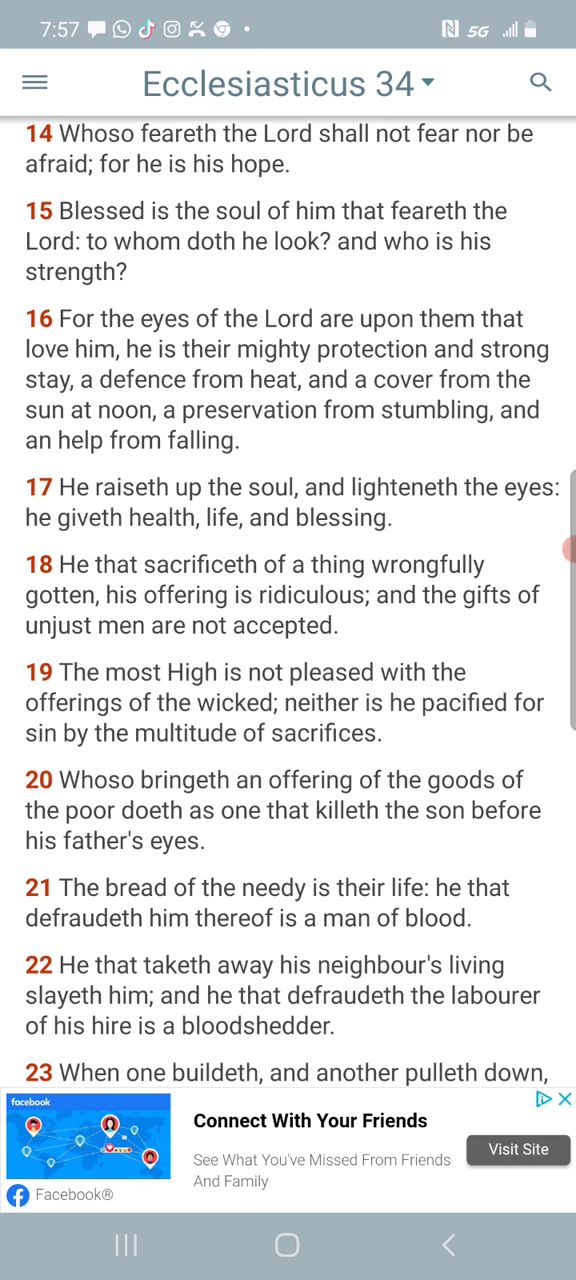 7:57
5G
Ecclesiasticus 34
14 Whoso feareth the Lord shall not fear nor be
afraid; for he is his hope.
15 Blessed is the soul of him that feareth the
Lord: to whom doth he look? and who is his
strength?
16 For the eyes of the Lord are upon them that
love him, he is their mighty protection and strong
stay, a defence from heat, and a cover from the
sun at noon, a preservation from stumbling, and
an help from falling.
17 He raiseth up the soul, and lighteneth the eyes:
he giveth health, life, and blessing.
18 He that sacrificeth of a thing wrongfully
gotten, his offering is ridiculous; and the gifts of
unjust men are not accepted.
19 The most High is not pleased with the
offerings of the wicked; neither is he pacified for
sin by the multitude of sacrifices.
20 Whoso bringeth an offering of the goods of
the poor doeth as one that killeth the son before
his father's eyes.
21 The bread of the needy is their life: he that
defraudeth him thereof is a man of blood.
22 He that taketh away his neighbour's living
slayeth him; and he that defraudeth the labourer
of his hire is a bloodshedder.
23 When one buildeth, and another pulleth down,
facebook
Connect With Your Friends
See What You've Missed From Friends
And Family
Visit Site
Facebook®